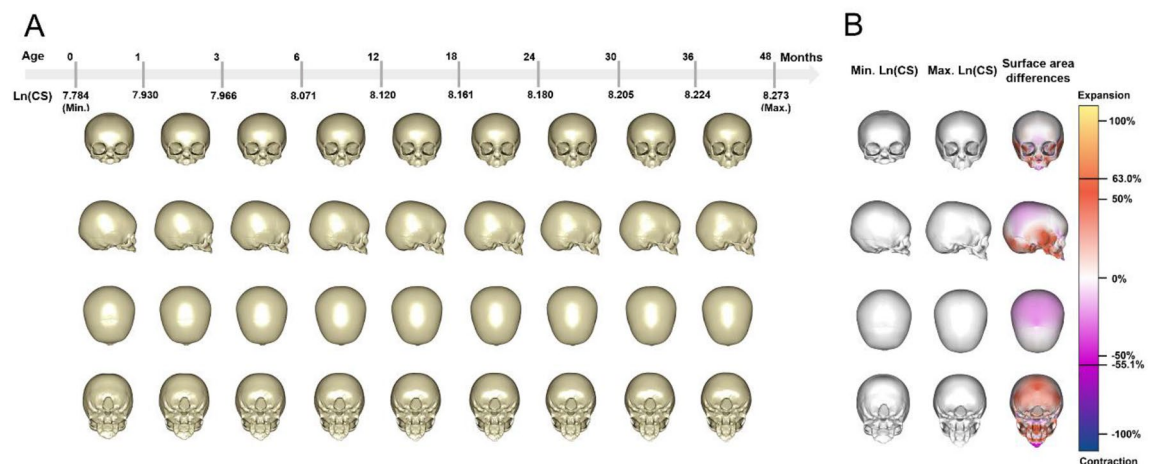 A
Age 0 1 3 6 12 18 24 30 36 48 Months
Ln(CS) 7.784 7.930 7.966 8.071 8.120 8.161 8.180 8.205 8.224 8.273
(Min.) (Max.)
B
Min. Ln(CS) Max. Ln(CS) Surface area
differences
Expansion
100%
63.0%
50%
0%
-50%
-55.1%
-100%
Contraction